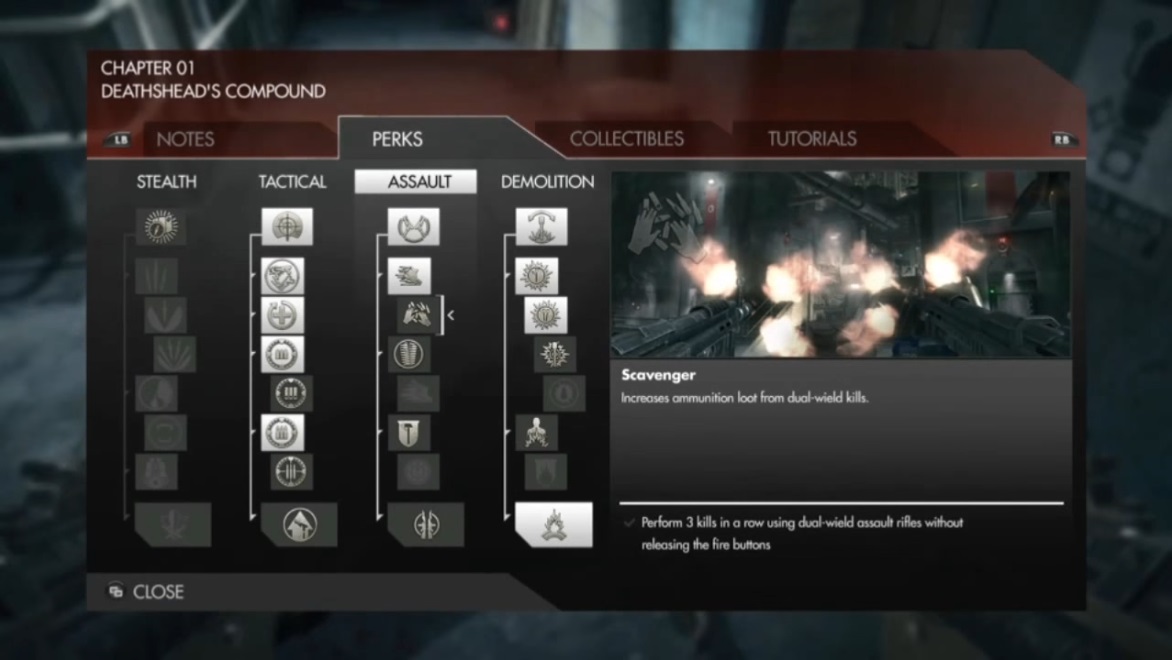 CHAPTER 01
DEATHSHEAD'S COMPOUND
LB
NOTES
PERKS
COLLECTIBLES
TUTORIALS
RB
STEALTH
TACTICAL
ASSAULT
DEMOLITION
Scavenger
Increases ammunition loot from dual-wield kills.
Perform 3 kills in a row using dual-wield assault rifles without
releasing the fire buttons
CLOSE